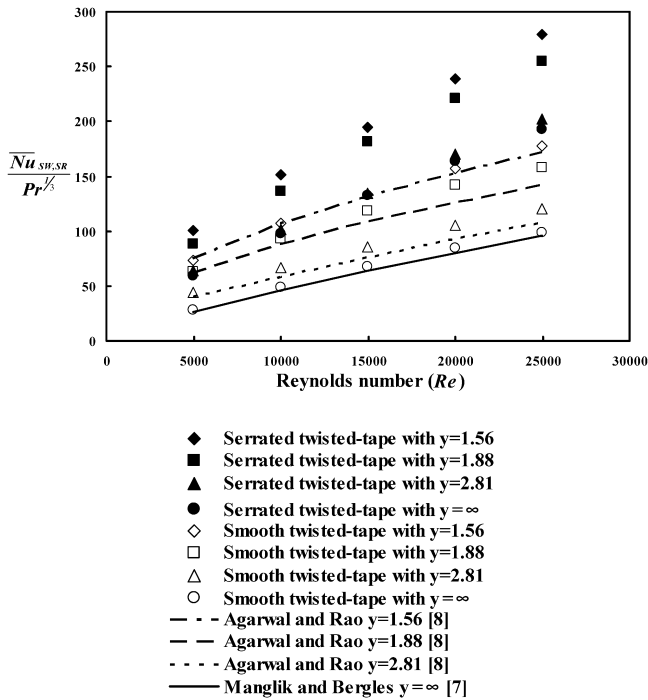 300
250
200
150
100
50
0
Nu SW,SR
Pr 1/3
0 5000 10000 15000 20000 25000 30000
Reynolds number (Re)
Serrated twisted-tape with y=1.56
Serrated twisted-tape with y=1.88
Serrated twisted-tape with y=2.81
Serrated twisted-tape with y=∞
Smooth twisted-tape with y=1.56
Smooth twisted-tape with y=1.88
Smooth twisted-tape with y=2.81
Smooth twisted-tape with y=∞
Agarwal and Rao y=1.56 [8]
Agarwal and Rao y=1.88 [8]
Agarwal and Rao y=2.81 [8]
Manglik and Bergles y=∞ [7]